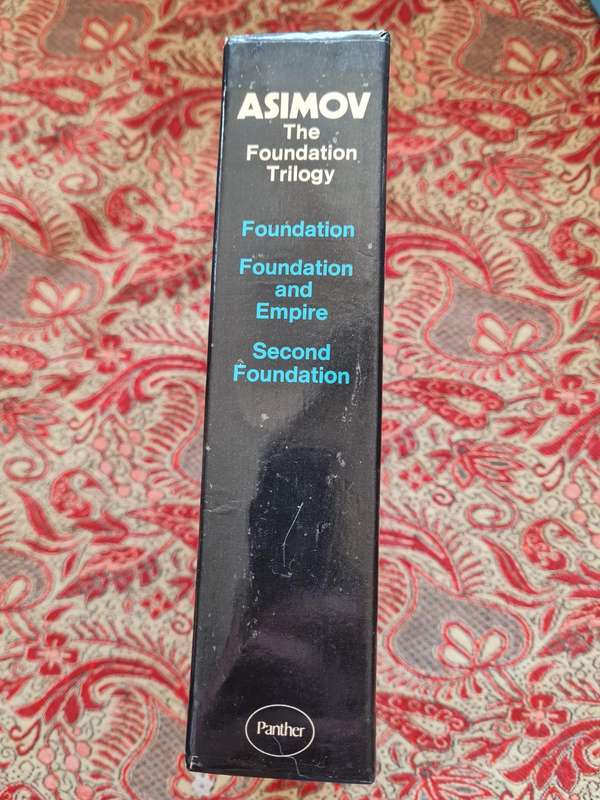 ASIMOV
The
Foundation
Trilogy
Foundation
Foundation
and
Empire
Second
Foundation
Panther